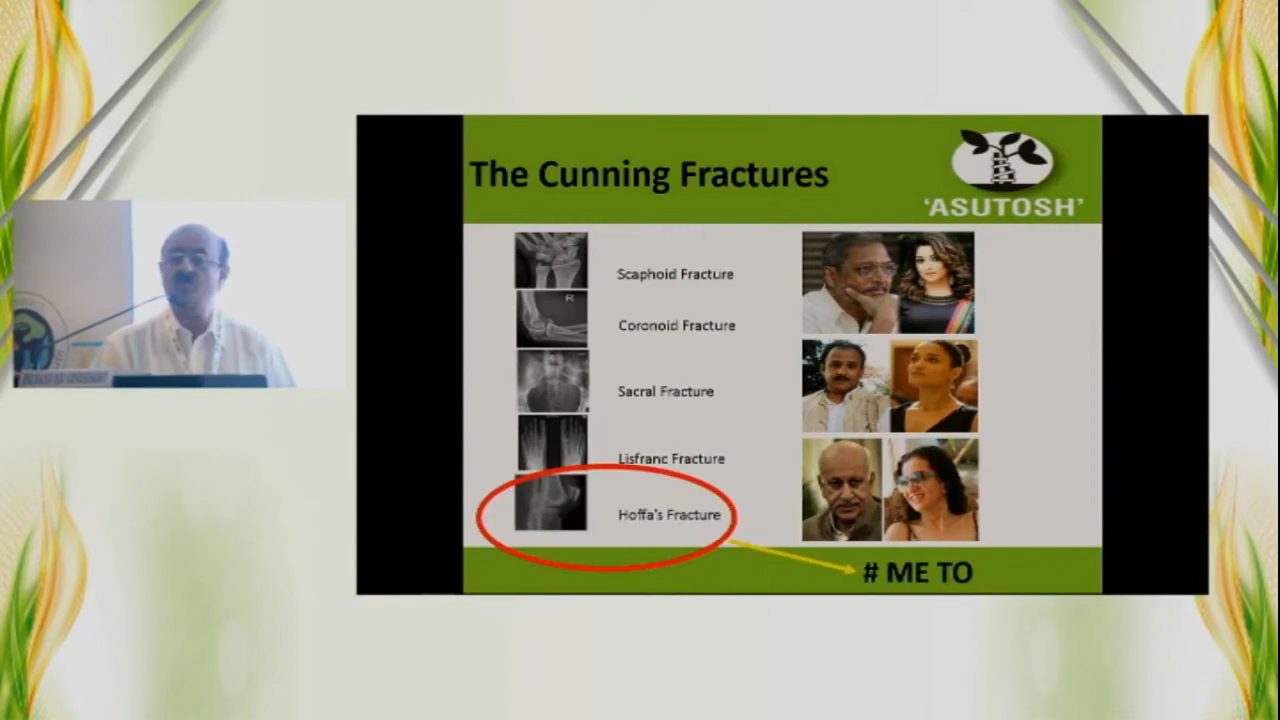 The Cunning Fractures
'ASUTOSH'
Scaphoid Fracture
R
Coronoid Fracture
Sacral Fracture
Lisfranc Fracture
Hoffa's Fracture
# ME TO